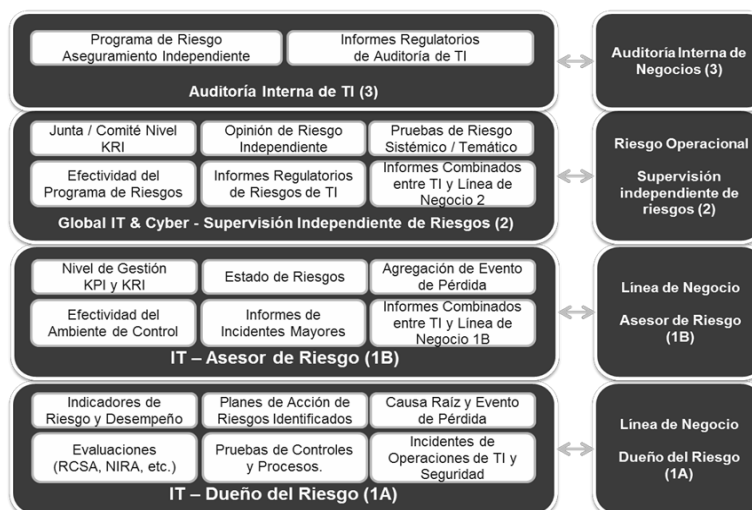 Programa de Riesgo
Aseguramiento Independiente
Informes Regulatorios
de Auditoría de TI
Auditoría Interna de TI (3)
Auditoría Interna de
Negocios (3)
Junta / Comité Nivel
KRI
Opinión de Riesgo
Independiente
Pruebas de Riesgo
Sistémico / Temático
Efectividad del
Programa de Riesgos
Informes Regulatorios
de Riesgos de TI
Informes Combinados
entre TI y Línea de
Negocio 2
Global IT & Cyber - Supervisión Independiente de Riesgos (2)
Riesgo Operacional
Supervisión
independiente de
riesgos (2)
Nivel de Gestión
KPI y KRI
Estado de Riesgos
Agregación de Evento
de Pérdida
Efectividad del
Ambiente de Control
Informes de
Incidentes Mayores
Informes Combinados
entre TI y Línea de
Negocio 1B
IT – Asesor de Riesgo (1B)
Línea de Negocio
Asesor de Riesgo
(1B)
Indicadores de
Riesgo y Desempeño
Planes de Acción de
Riesgos Identificados
Causa Raíz y Evento
de Pérdida
Evaluaciones
(RCSA, NIRA, etc.)
Pruebas de Controles
y Procesos.
Incidentes de
Operaciones de TI y
Seguridad
IT – Dueño del Riesgo (1A)
Línea de Negocio
Dueño del Riesgo
(1A)